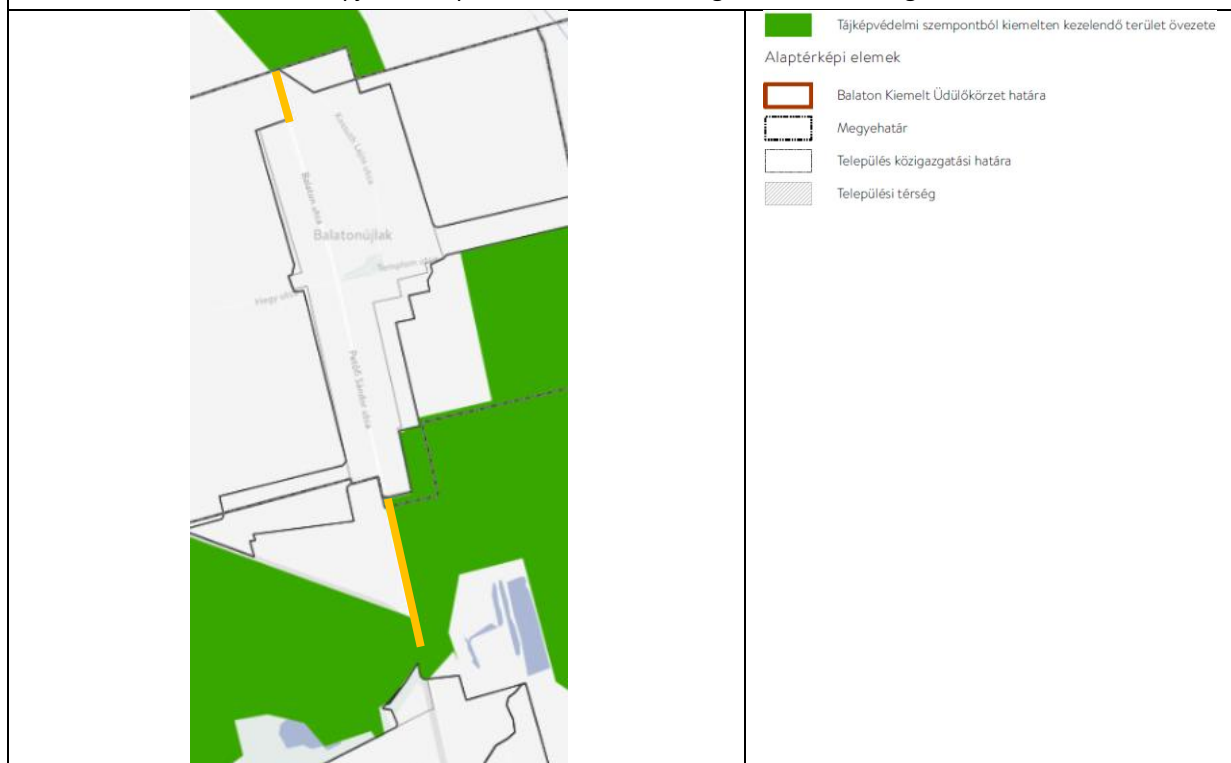 Tájképvédelmi szempontból kiemelten kezelendő terület övezete
Alaptérképi elemek
Balaton Kiemelt Üdülőkörzet határa
Megyehatár
Település közigazgatási határa
Települési térség
Kossuth Lajos utca
Balaton utca
Balatonújlak
Templom utca
Hegy utca
Petőfi Sándor utca